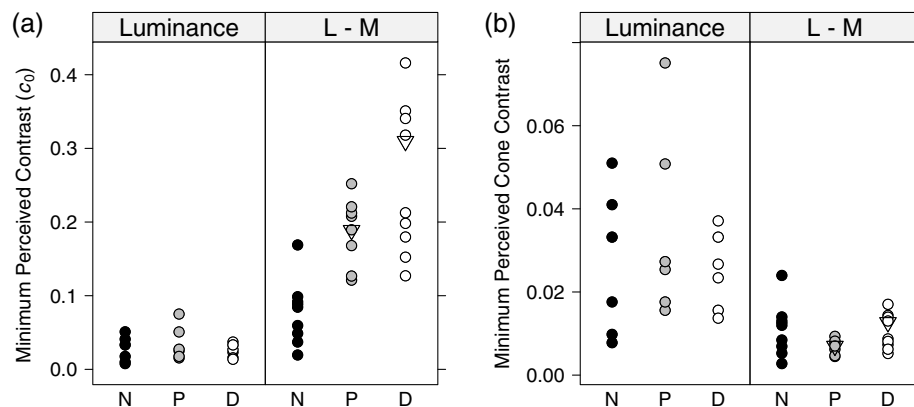 (a)
Luminance
L - M
Minimum Perceived Contrast (c0)
0.4
0.3
0.2
0.1
0.0
N P D
N P D
(b)
Luminance
L - M
Minimum Perceived Cone Contrast
0.06
0.04
0.02
0.00
N P D
N P D